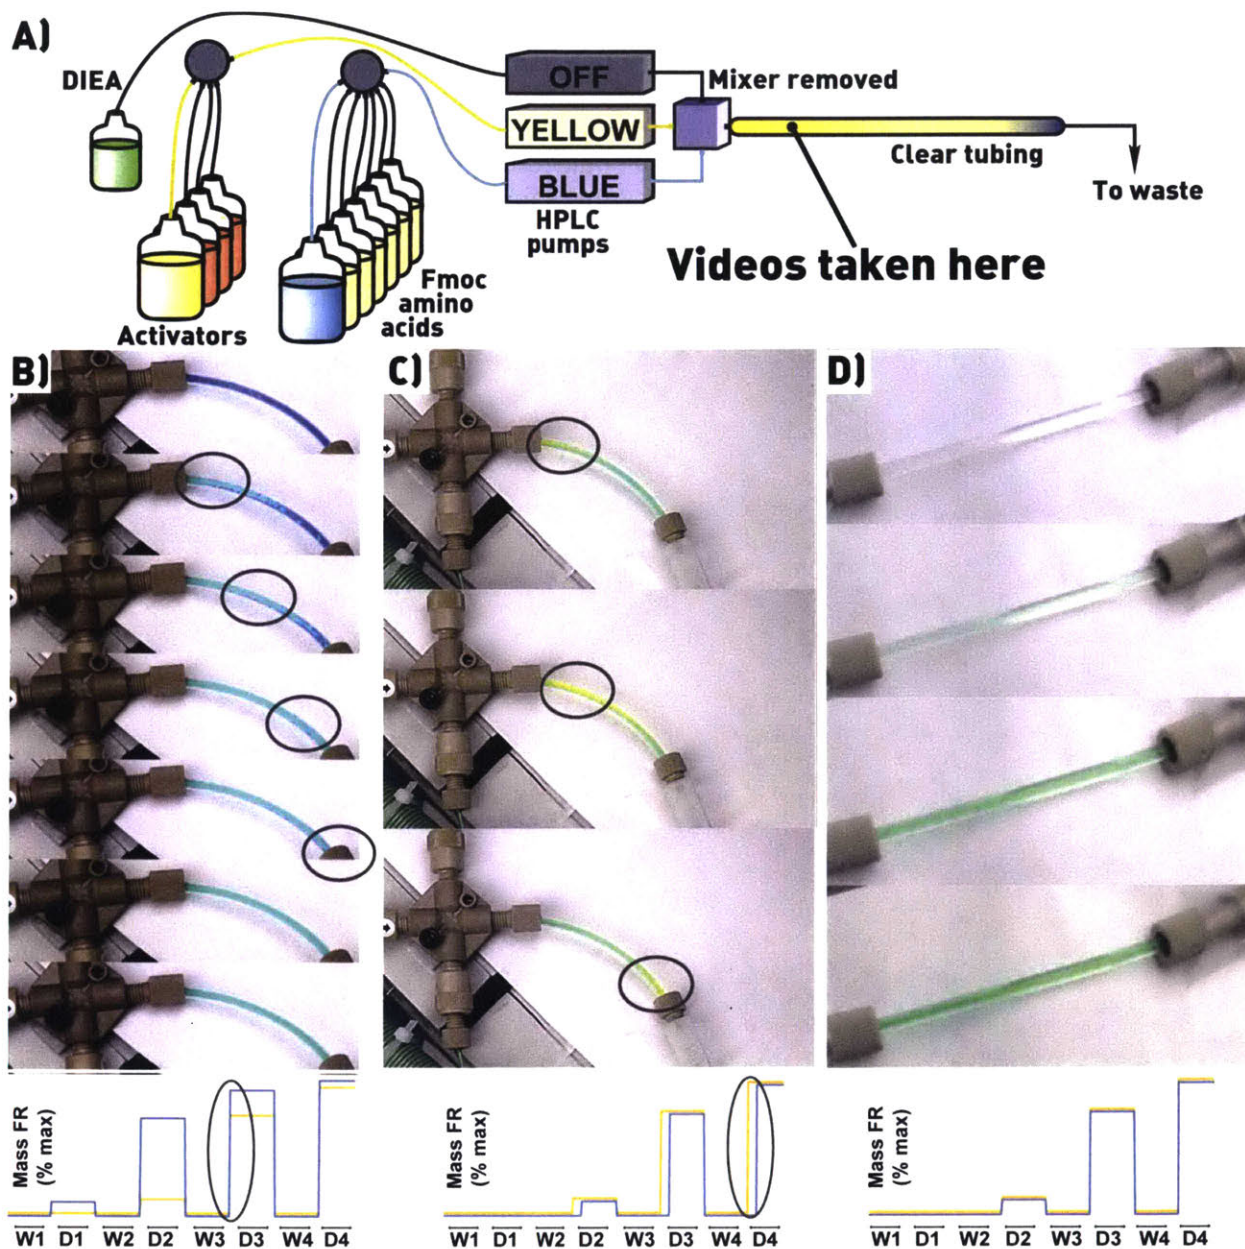 A)
DIEA
OFF
Mixer removed
YELLOW
Clear tubing
BLUE
To waste
HPLC
pumps
Videos taken here
Fmoc
amino
acids
Activators
B)
C)
D)
Mass FR
(% max)
W1 D1 W2 D2 W3 D3 W4 D4
Mass FR
(% max)
W1 D1 W2 D2 W3 D3 W4 D4
Mass FR
(% max)
W1 D1 W2 D2 W3 D3 W4 D4